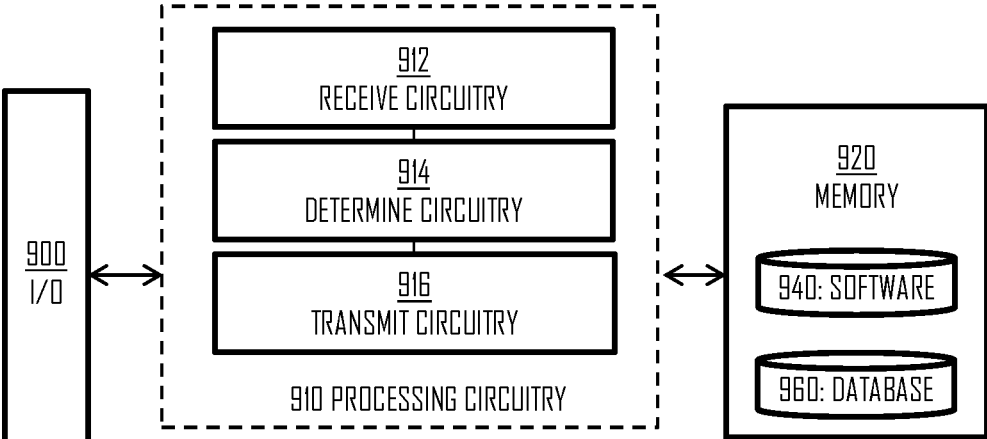 900
I/O
912
RECEIVE CIRCUITRY
914
DETERMINE CIRCUITRY
916
TRANSMIT CIRCUITRY
910 PROCESSING CIRCUITRY
920
MEMORY
940: SOFTWARE
960: DATABASE